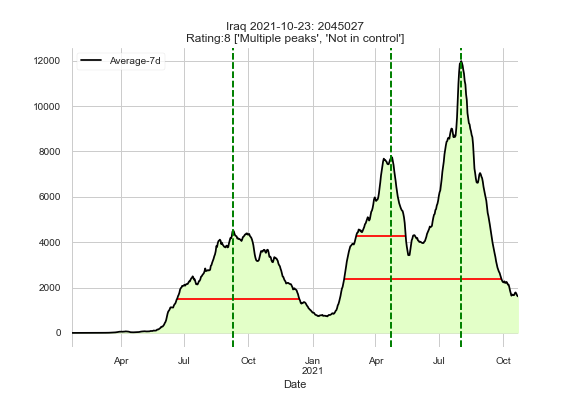 Iraq 2021-10-23: 2045027
Rating:8 ['Multiple peaks', 'Not in control']
Average-7d
12000
10000
8000
6000
4000
2000
0
Apr Jul Oct Jan Apr Jul Oct
2021
Date